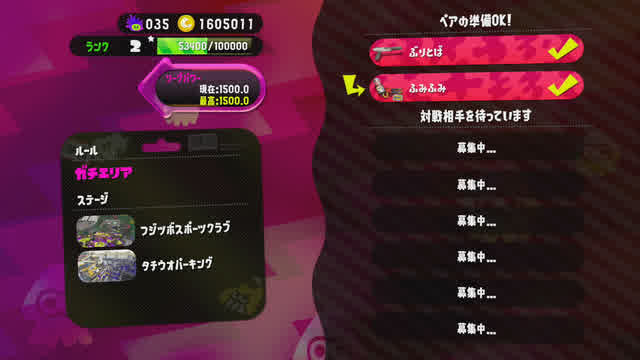 035 1605011
ランク 2 53400/100000
リーグパワー
現在:1500.0
最高:1500.0
ルール
ガチエリア
ステージ
フジツボスポーツクラブ
タチウオパーキング
ペアの準備OK!
ぷりとば
ふみふみ
対戦相手を待っています
募集中...
募集中...
募集中...
募集中...
募集中...
募集中...